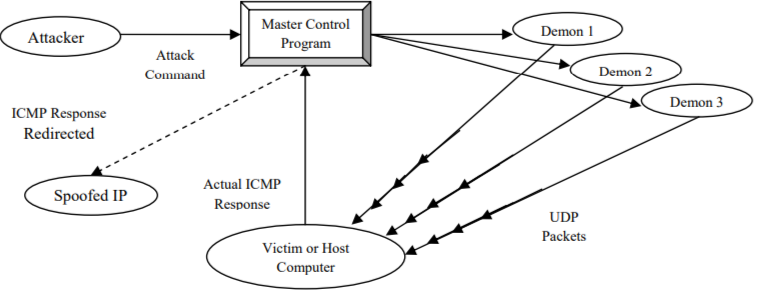 Attacker
Attack
Command
Master Control
Program
Demon 1
Demon 2
Demon 3
ICMP Response
Redirected
Spoofed IP
Actual ICMP
Response
Victim or Host
Computer
UDP
Packets